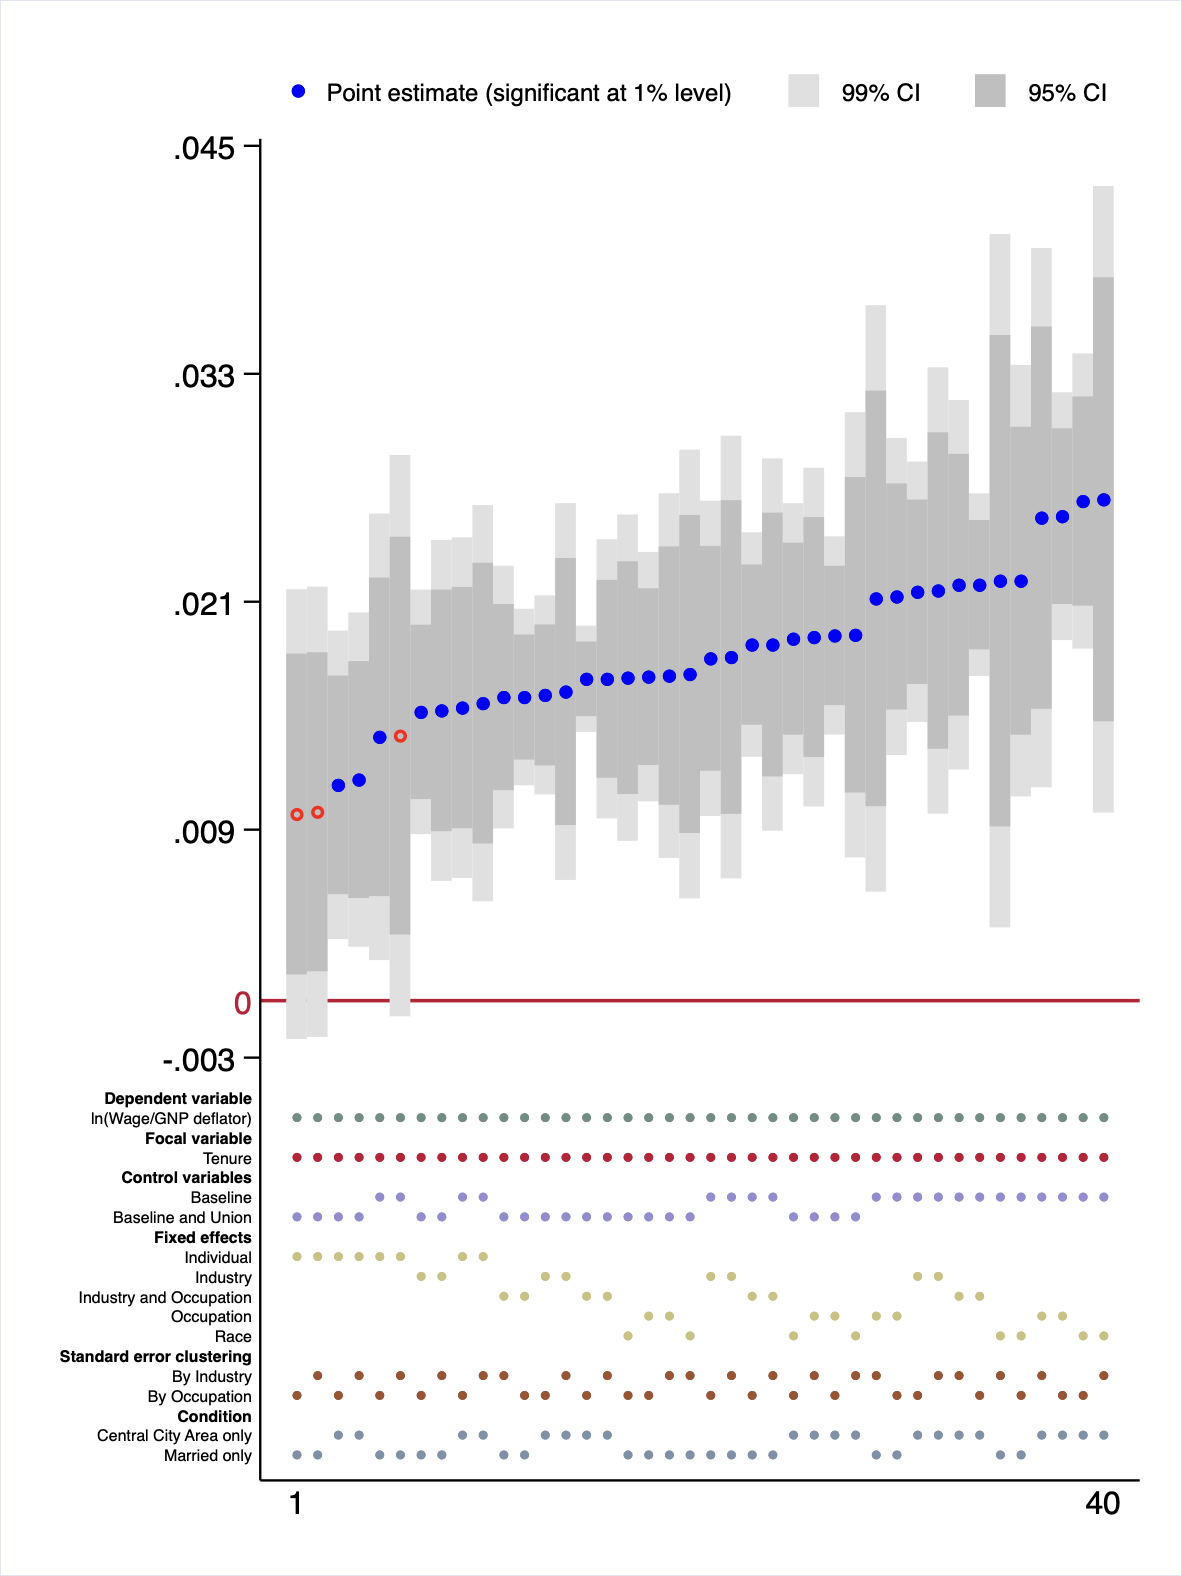 Point estimate (significant at 1% level) 99% CI 95% CI
.045
.033
.021
.009
0
-.003
Dependent variable
ln(Wage/GNP deflator)
Focal variable
Tenure
Control variables
Baseline
Baseline and Union
Fixed effects
Individual
Industry
Industry and Occupation
Occupation
Race
Standard error clustering
By Industry
By Occupation
Condition
Central City Area only
Married only
1 40